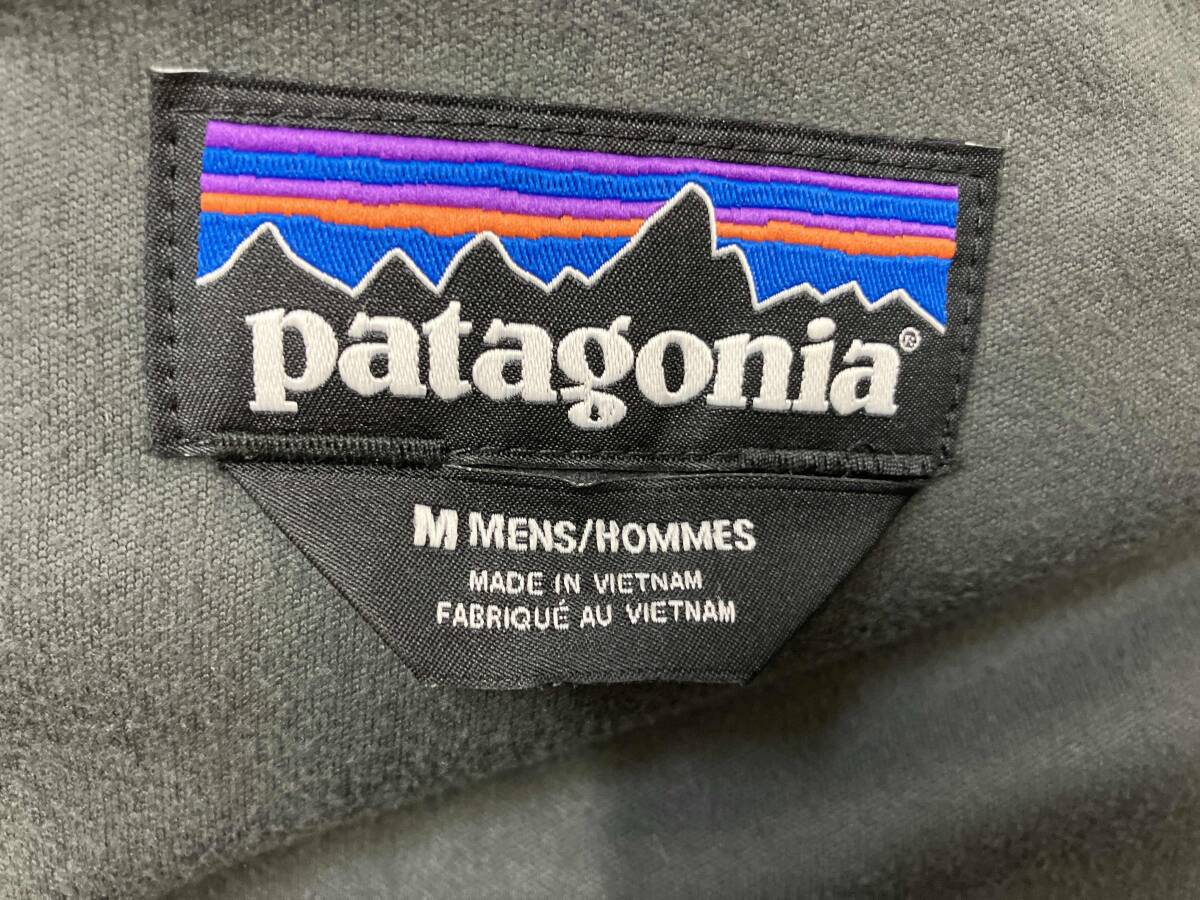 patagonia®
M MENS/HOMMES
MADE IN VIETNAM
FABRIQUÉ AU VIETNAM